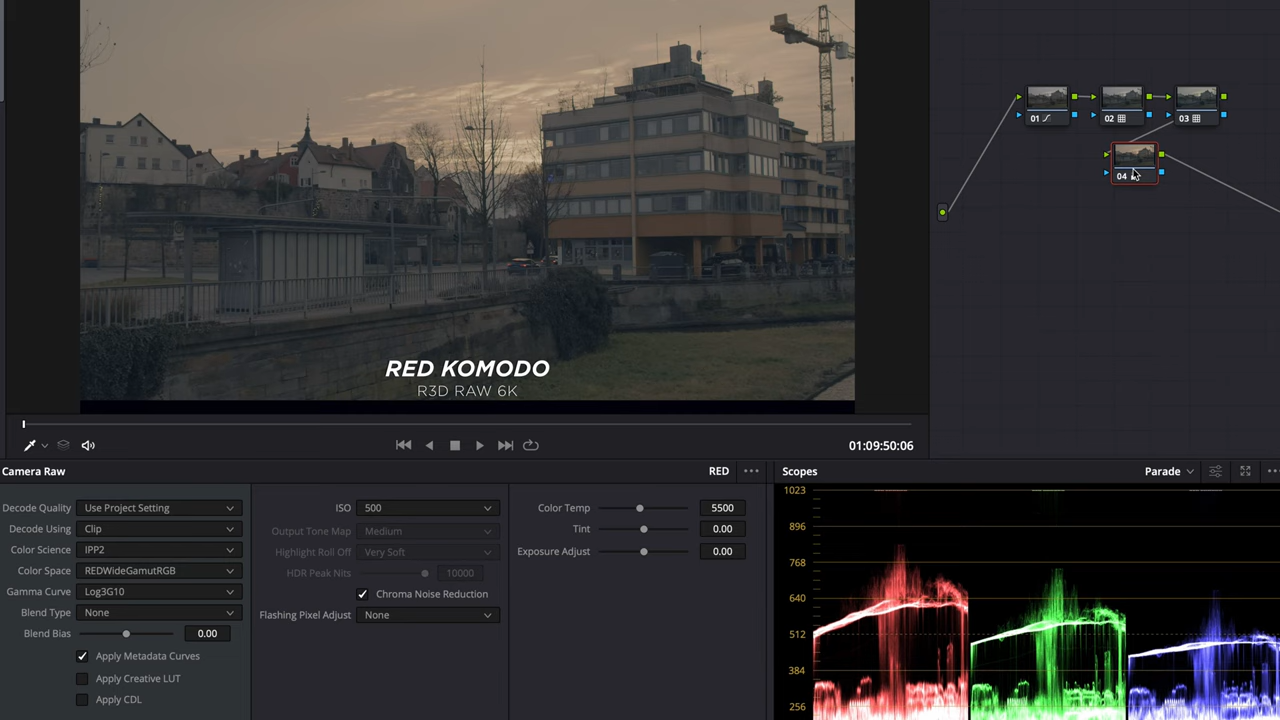 01
02
03
04
RED KOMODO
R3D RAW 6K
01:09:50:06
Camera Raw
RED
Decode Quality Use Project Setting
Decode Using Clip
Color Science IPP2
Color Space REDWideGamutRGB
Gamma Curve Log3G10
Blend Type None
Blend Bias 0.00
Apply Metadata Curves
Apply Creative LUT
Apply CDL
ISO 500
Output Tone Map Medium
Highlight Roll Off Very Soft
HDR Peak Nits 10000
Chroma Noise Reduction
Flashing Pixel Adjust None
Color Temp 5500
Tint 0.00
Exposure Adjust 0.00
Scopes
Parade
1023
896
768
640
512
384
256